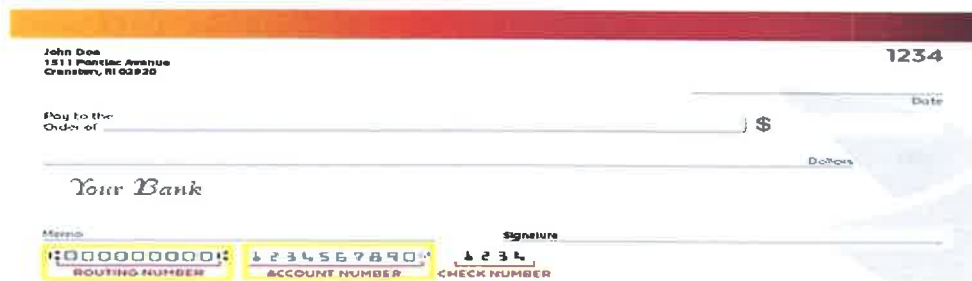 John Doe
1511 Pontiac Avenue
Cranston, RI 02920
1234
Date
Pay to the
Order of
$
Dollars
Your Bank
Memo
Signature
⑆000000000⑆ 1234567890⑈ 1234
ROUTING NUMBER ACCOUNT NUMBER CHECK NUMBER